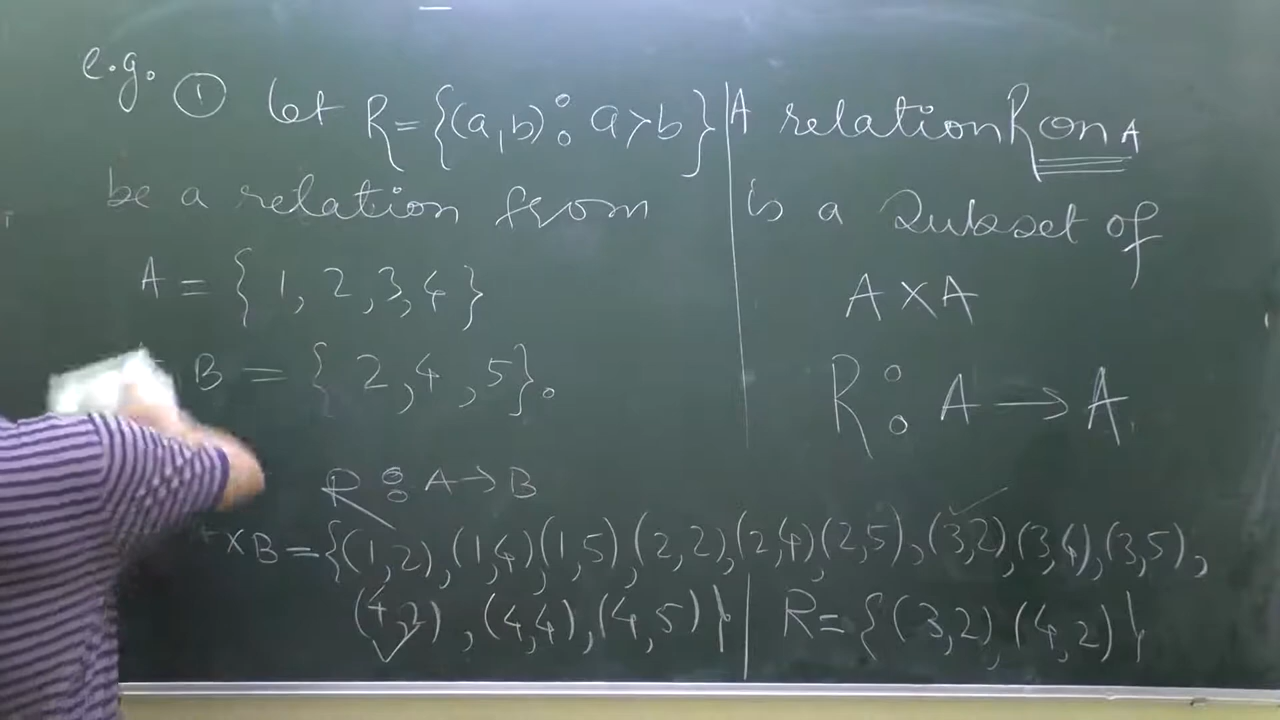 e.g. ① let R={(a,b): a>b}
be a relation from
A = {1, 2, 3, 4}
B = {2, 4, 5}.
R: A→B
×B={(1,2),(1,4)(1,5),(2,2),(2,4)(2,5),(3,2)(3,4),(3,5),
(4,2),(4,4),(4,5)}
A relation R on A
is a subset of
A×A
R: A→A
R={(3,2),(4,2)}